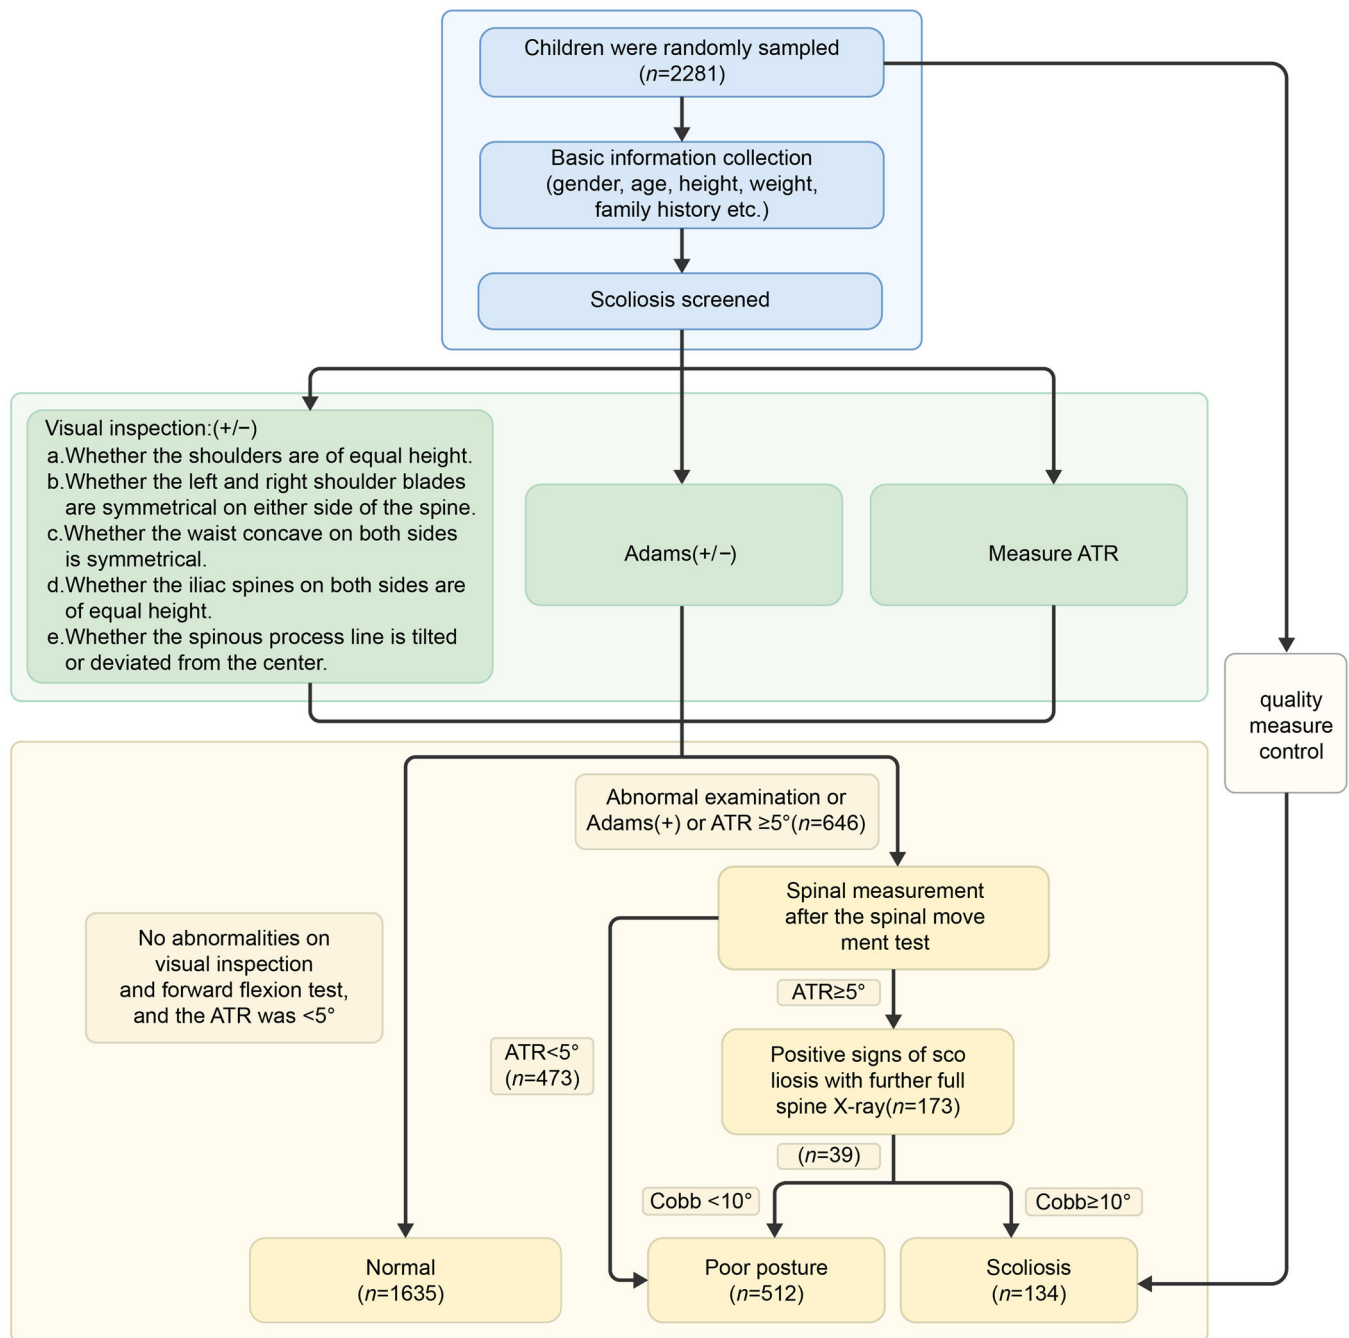 Children were randomly sampled
(n=2281)
Basic information collection
(gender, age, height, weight,
family history etc.)
Scoliosis screened
Visual inspection:(+/−)
a.Whether the shoulders are of equal height.
b.Whether the left and right shoulder blades
are symmetrical on either side of the spine.
c.Whether the waist concave on both sides
is symmetrical.
d.Whether the iliac spines on both sides are
of equal height.
e.Whether the spinous process line is tilted
or deviated from the center.
Adams(+/−)
Measure ATR
quality
measure
control
Abnormal examination or
Adams(+) or ATR ≥5°(n=646)
No abnormalities on
visual inspection
and forward flexion test,
and the ATR was <5°
Spinal measurement
after the spinal move
ment test
ATR≥5°
ATR<5°
(n=473)
Positive signs of sco
liosis with further full
spine X-ray(n=173)
(n=39)
Cobb <10°
Cobb≥10°
Normal
(n=1635)
Poor posture
(n=512)
Scoliosis
(n=134)